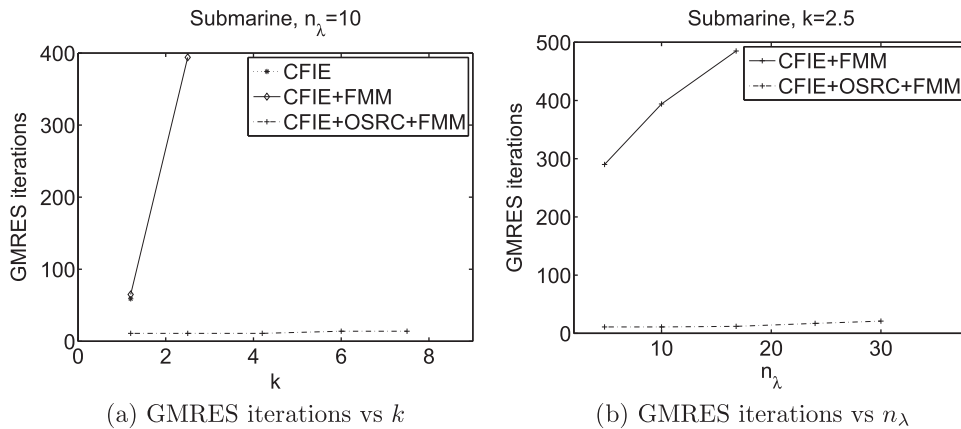 Submarine, n_λ=10
GMRES iterations
400
300
200
100
0
0
2
4
6
8
k
CFIE
CFIE+FMM
CFIE+OSRC+FMM
(a) GMRES iterations vs k
Submarine, k=2.5
GMRES iterations
500
400
300
200
100
0
10
20
30
n_λ
CFIE+FMM
CFIE+OSRC+FMM
(b) GMRES iterations vs n_λ